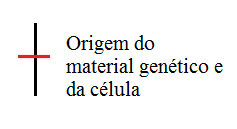 Origem do
material genético e
da célula